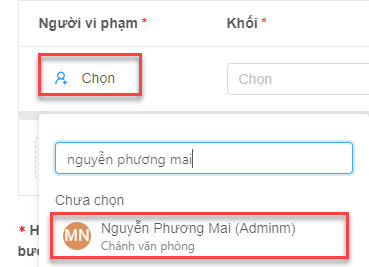 Người vi phạm * Khối *
Chọn Chọn
nguyễn phương mai
Chưa chọn
MN Nguyễn Phương Mai (Adminm)
Chánh văn phòng
* H
bướ